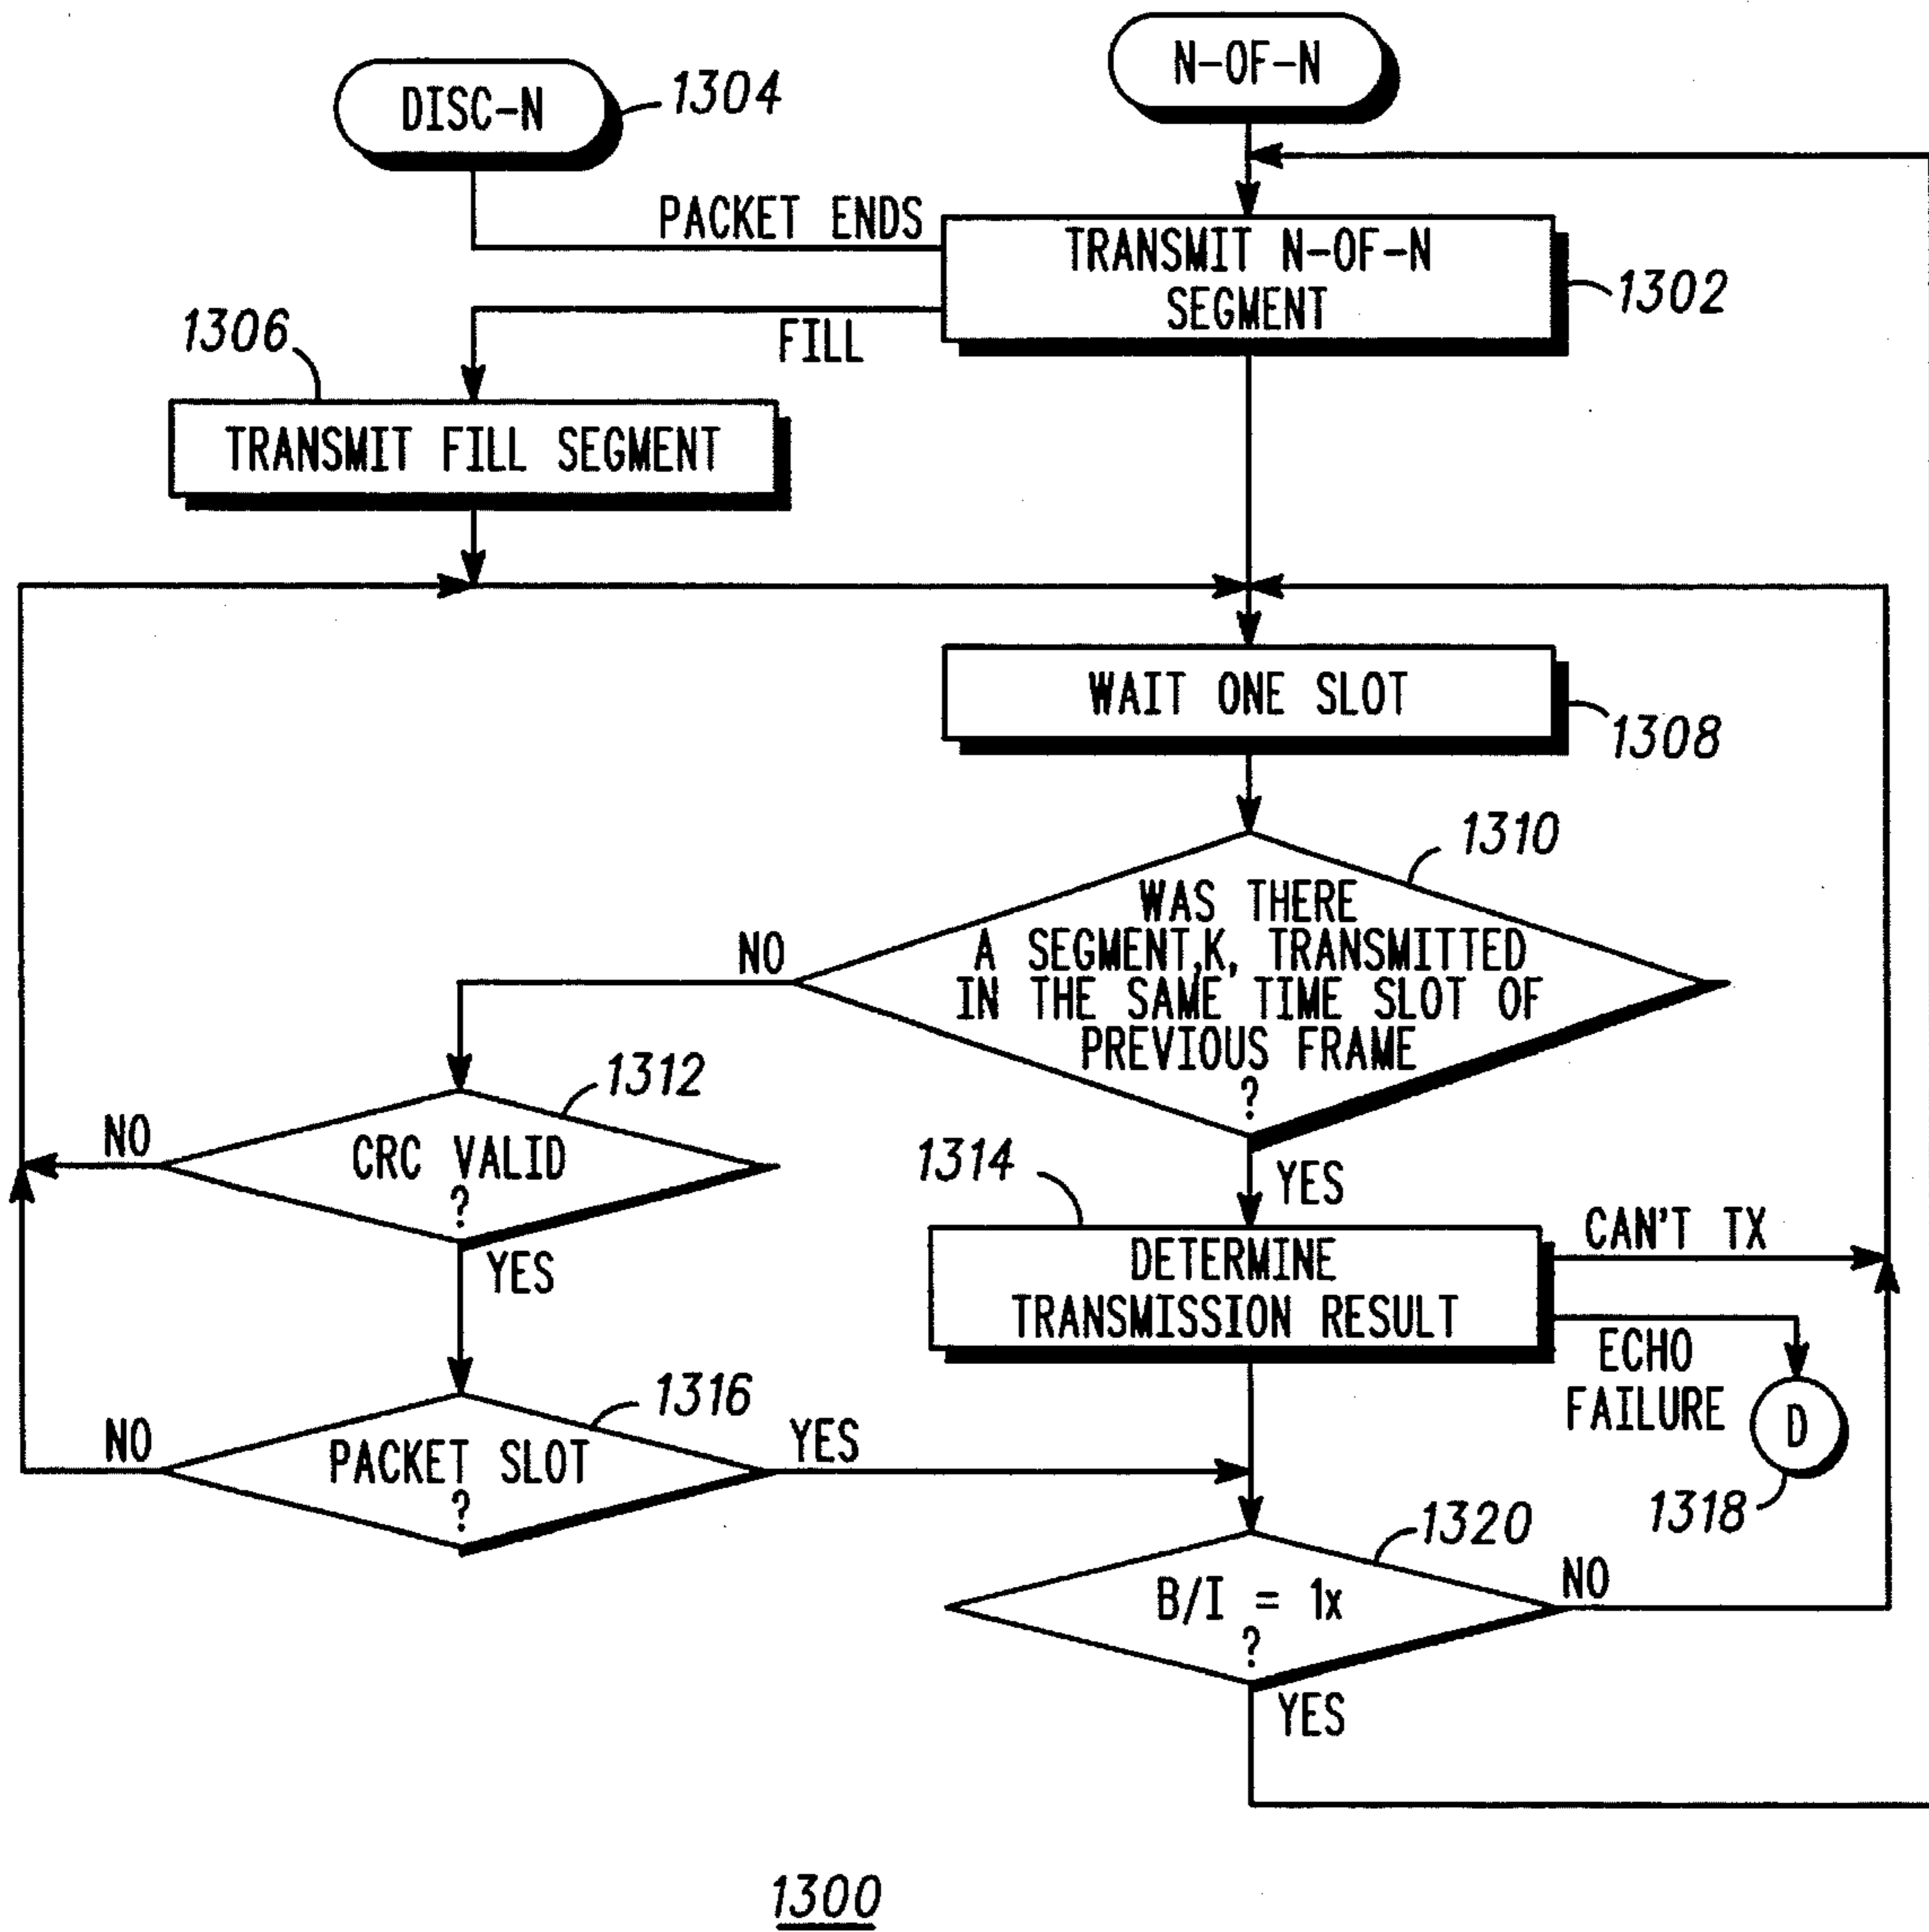 N-OF-N
DISC-N
1304
PACKET ENDS
TRANSMIT N-OF-N
SEGMENT
1302
FILL
1306
TRANSMIT FILL SEGMENT
WAIT ONE SLOT
1308
1310
WAS THERE
A SEGMENT,K, TRANSMITTED
IN THE SAME TIME SLOT OF
PREVIOUS FRAME
?
NO
1312
CRC VALID
?
NO
YES
1314
YES
DETERMINE
TRANSMISSION RESULT
CAN'T TX
ECHO
FAILURE
D
1318
1316
PACKET SLOT
?
NO
YES
1320
B/I = 1x
?
NO
YES
1300